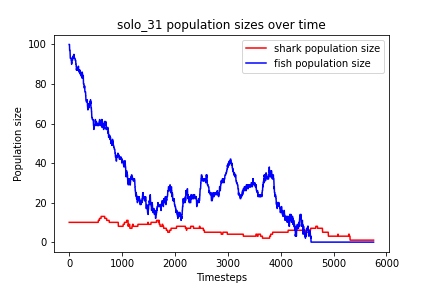 solo_31 population sizes over time
shark population size
fish population size
Population size
100
80
60
40
20
0
0 1000 2000 3000 4000 5000 6000
Timesteps